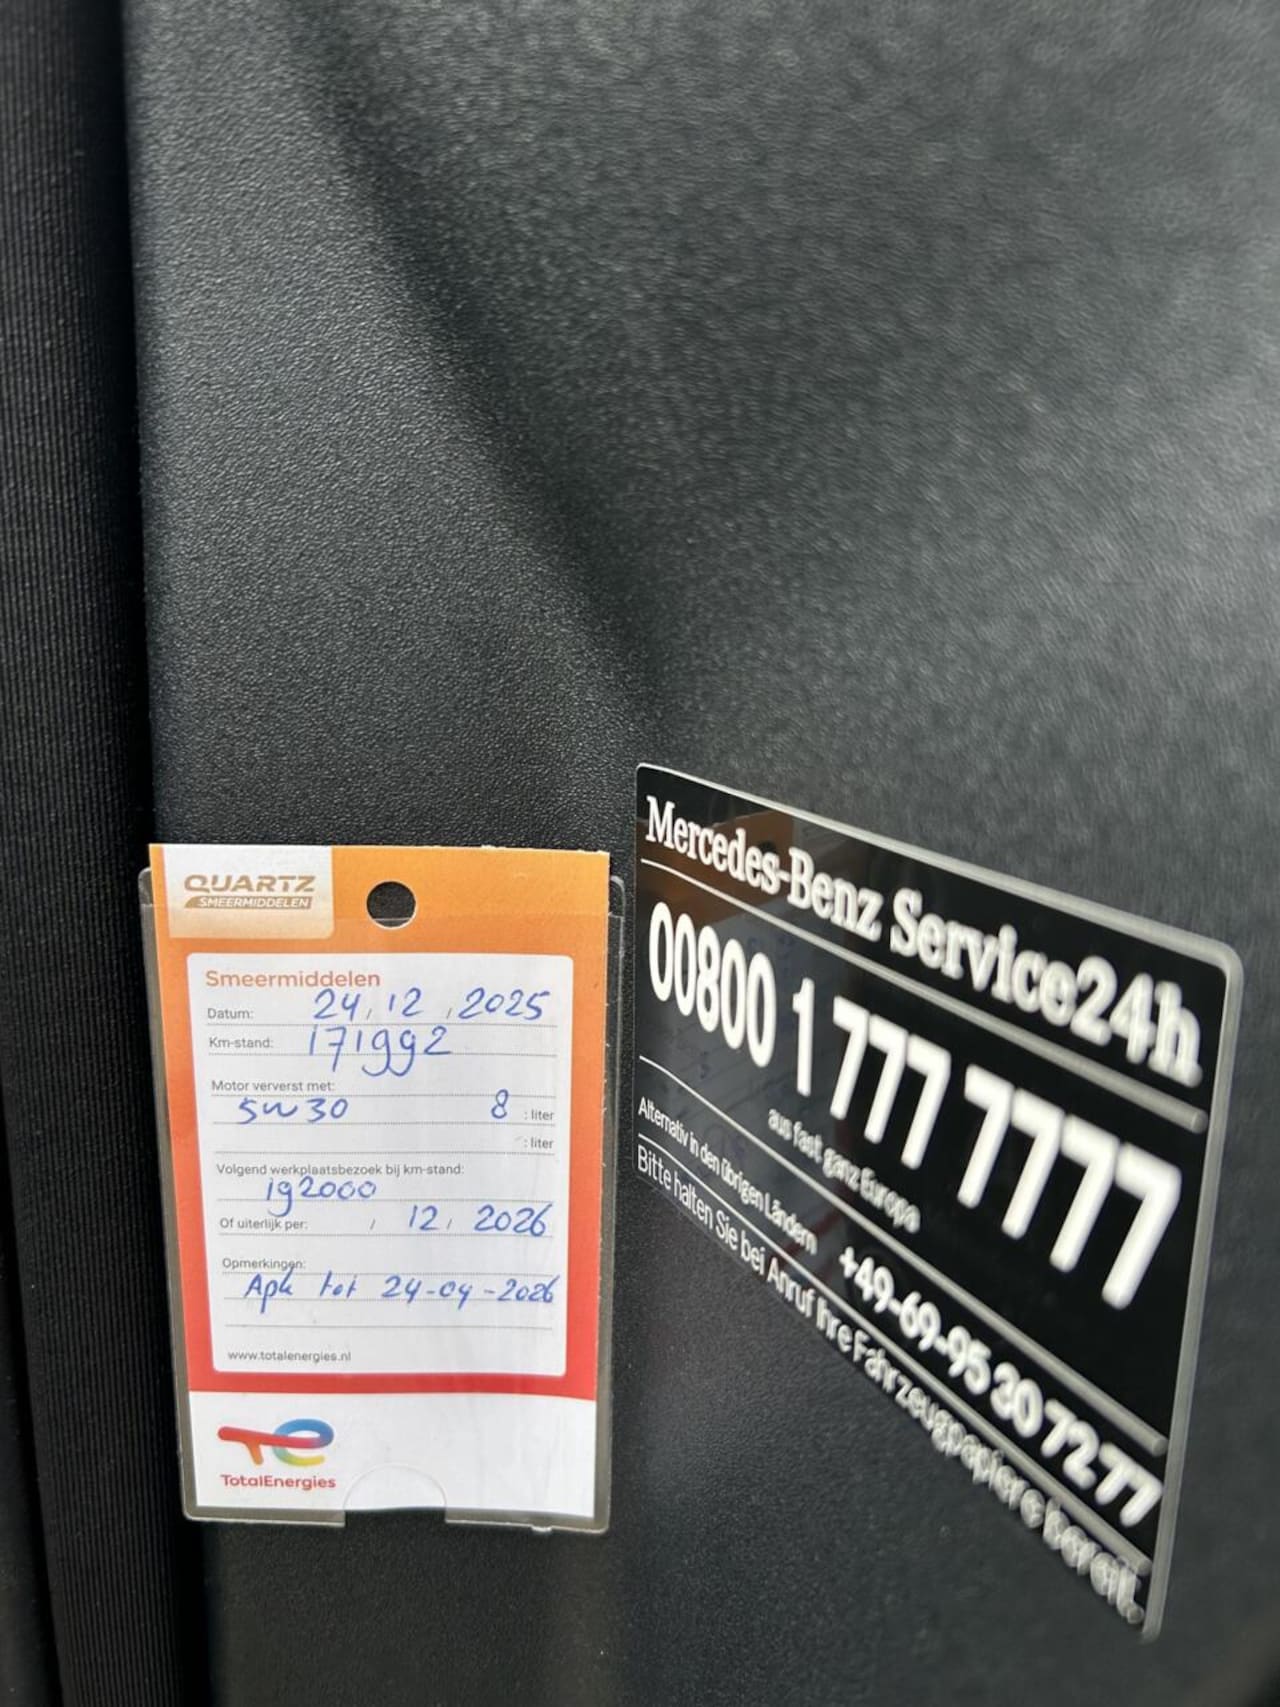 QUARTZ
SMEERMIDDELEN
Smeermiddelen
Datum: 24 / 12 / 2025
Km-stand: 171992
Motor ververst met:
5W30 8 : liter
: liter
Volgend werkplaatsbezoek bij km-stand:
192000
Of uiterlijk per: / 12 / 2026
Opmerkingen:
Apk tot 24-04-2026
www.totalenergies.nl
TotalEnergies
Mercedes-Benz Service24h
00800 1 777 7777
aus fast ganz Europa
Alternativ in den übrigen Ländern +49-69-95 30 72 77
Bitte halten Sie bei Anruf Ihre Fahrzeugpapiere bereit.